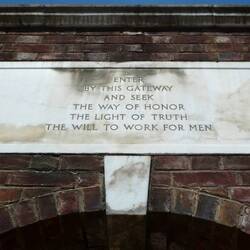 ENTER
BY THIS GATEWAY
AND SEEK
THE WAY OF HONOR
THE LIGHT OF TRUTH
THE WILL TO WORK FOR MEN